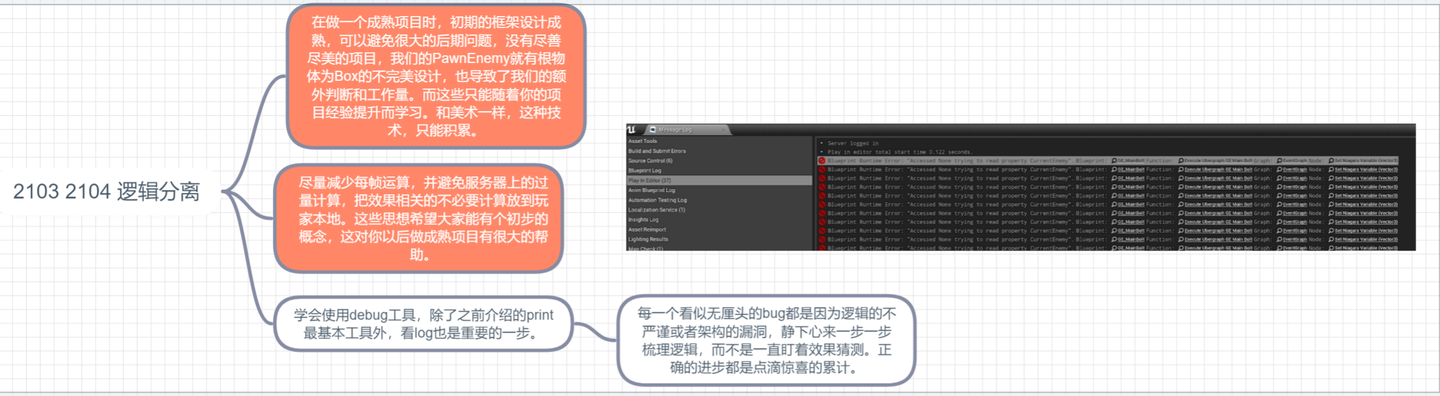 2103 2104 逻辑分离
在做一个成熟项目时，初期的框架设计成
熟，可以避免很大的后期问题，没有尽善
尽美的项目，我们的PawnEnemy就有根物
体为Box的不完美设计，也导致了我们的额
外判断和工作量。而这些只能随着你的项
目经验提升而学习。和美术一样，这种技
术，只能积累。
尽量减少每帧运算，并避免服务器上的过
量计算，把效果相关的不必要计算放到玩
家本地。这些思想希望大家能有个初步的
概念，这对你以后做成熟项目有很大的帮
助。
学会使用debug工具，除了之前介绍的print
最基本工具外，看log也是重要的一步。
每一个看似无厘头的bug都是因为逻辑的不
严谨或者架构的漏洞，静下心来一步一步
梳理逻辑，而不是一直盯着效果猜测。正
确的进步都是点滴惊喜的累计。
Message Log
Asset Tools
Build and Submit Errors
Source Control (6)
Blueprint Log
Play In Editor (37)
Anim Blueprint Log
Automation Testing Log
Localization Service (1)
Insights Log
Asset Reimport
Lighting Results
Map Check (1)
Server logged in
Play in editor total start time 0.122 seconds.
Blueprint Runtime Error: "Accessed None trying to read property CurrentEnemy". Blueprint: GE_MainBolt Function: Execute Ubergraph GE Main Bolt Graph: EventGraph Node: Set Niagara Variable (Vector3)
Blueprint Runtime Error: "Accessed None trying to read property CurrentEnemy". Blueprint: GE_MainBolt Function: Execute Ubergraph GE Main Bolt Graph: EventGraph Node: Set Niagara Variable (Vector3)
Blueprint Runtime Error: "Accessed None trying to read property CurrentEnemy". Blueprint: GE_MainBolt Function: Execute Ubergraph GE Main Bolt Graph: EventGraph Node: Set Niagara Variable (Vector3)
Blueprint Runtime Error: "Accessed None trying to read property CurrentEnemy". Blueprint: GE_MainBolt Function: Execute Ubergraph GE Main Bolt Graph: EventGraph Node: Set Niagara Variable (Vector3)
Blueprint Runtime Error: "Accessed None trying to read property CurrentEnemy". Blueprint: GE_MainBolt Function: Execute Ubergraph GE Main Bolt Graph: EventGraph Node: Set Niagara Variable (Vector3)
Blueprint Runtime Error: "Accessed None trying to read property CurrentEnemy". Blueprint: GE_MainBolt Function: Execute Ubergraph GE Main Bolt Graph: EventGraph Node: Set Niagara Variable (Vector3)
Blueprint Runtime Error: "Accessed None trying to read property CurrentEnemy". Blueprint: GE_MainBolt Function: Execute Ubergraph GE Main Bolt Graph: EventGraph Node: Set Niagara Variable (Vector3)
Blueprint Runtime Error: "Accessed None trying to read property CurrentEnemy". Blueprint: GE_MainBolt Function: Execute Ubergraph GE Main Bolt Graph: EventGraph Node: Set Niagara Variable (Vector3)
Blueprint Runtime Error: "Accessed None trying to read property CurrentEnemy". Blueprint: GE_MainBolt Function: Execute Ubergraph GE Main Bolt Graph: EventGraph Node: Set Niagara Variable (Vector3)
Blueprint Runtime Error: "Accessed None trying to read property CurrentEnemy". Blueprint: GE_MainBolt Function: Execute Ubergraph GE Main Bolt Graph: EventGraph Node: Set Niagara Variable (Vector3)